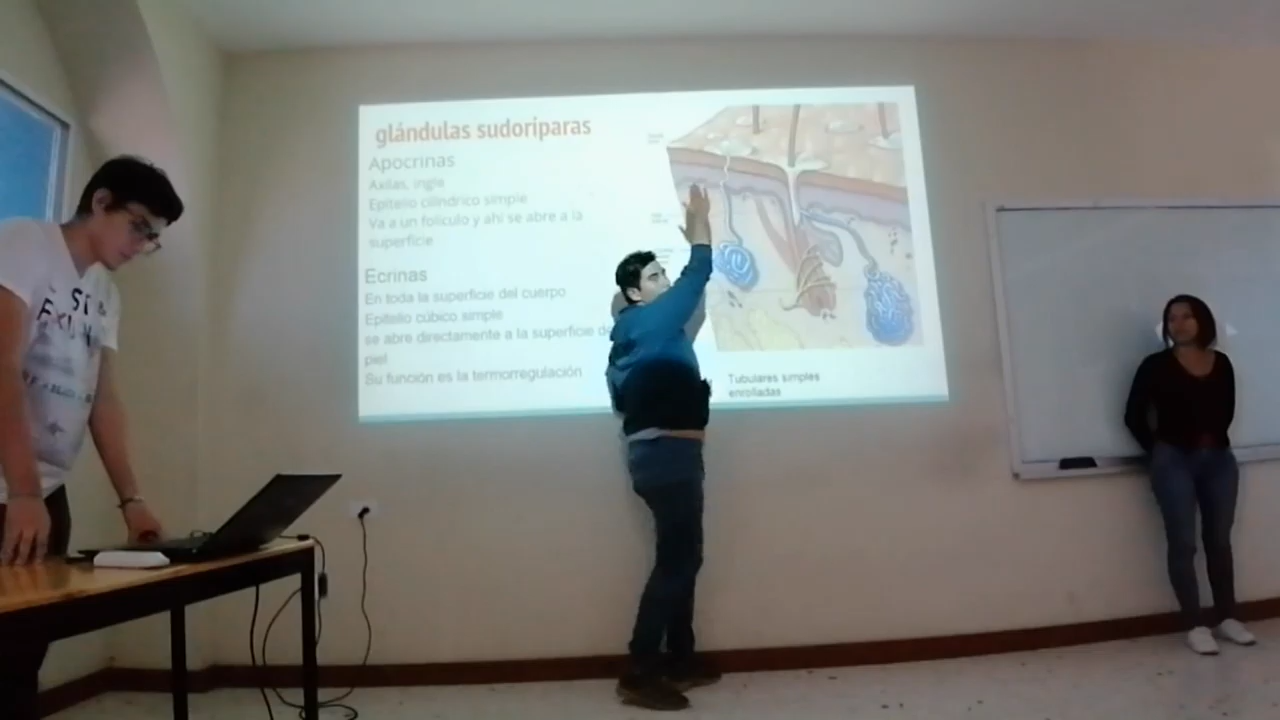 glándulas sudoríparas
Apocrinas
Axilas, ingle
Epitelio cilíndrico simple
Va a un folículo y ahí se abre a la
superficie
Ecrinas
En toda la superficie del cuerpo
Epitelio cúbico simple
se abre directamente a la superficie de
piel
Su función es la termorregulación
Tubulares simples
enrolladas